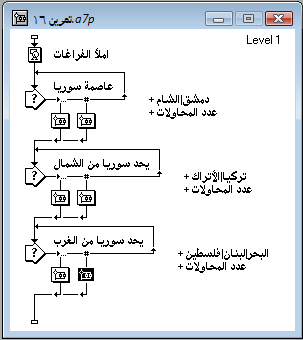 تمرين ١٦.a7p
Level 1
املأ الفراغات
عاصمة سوريا
دمشق|الشام +
عدد المحاولات +
يحد سوريا من الشمال
تركيا|الأتراك +
عدد المحاولات +
يحد سوريا من الغرب
البحر|لبنان|فلسطين +
عدد المحاولات +